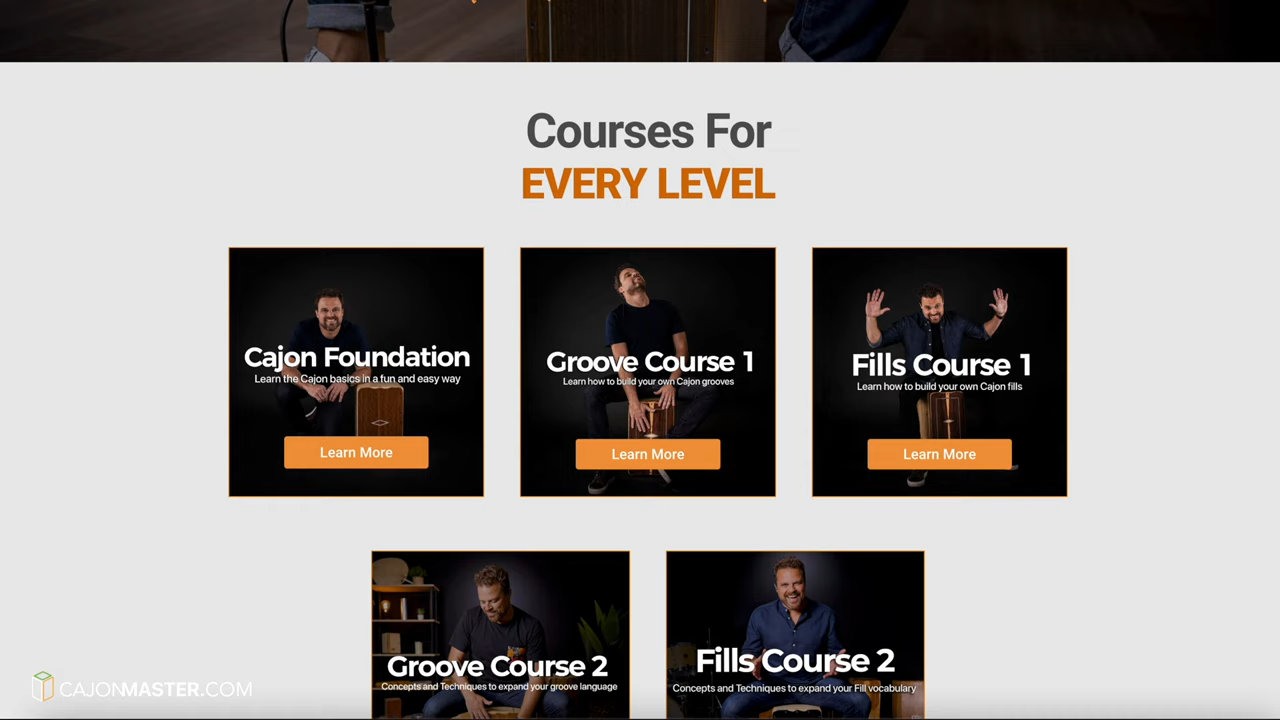 Courses For
EVERY LEVEL
Cajon Foundation
Learn the Cajon basics in a fun and easy way
Learn More
Groove Course 1
Learn how to build your own Cajon grooves
Learn More
Fills Course 1
Learn how to build your own Cajon fills
Learn More
Groove Course 2
Concepts and Techniques to expand your groove language
Fills Course 2
Concepts and Techniques to expand your Fill vocabulary
CAJONMASTER.COM